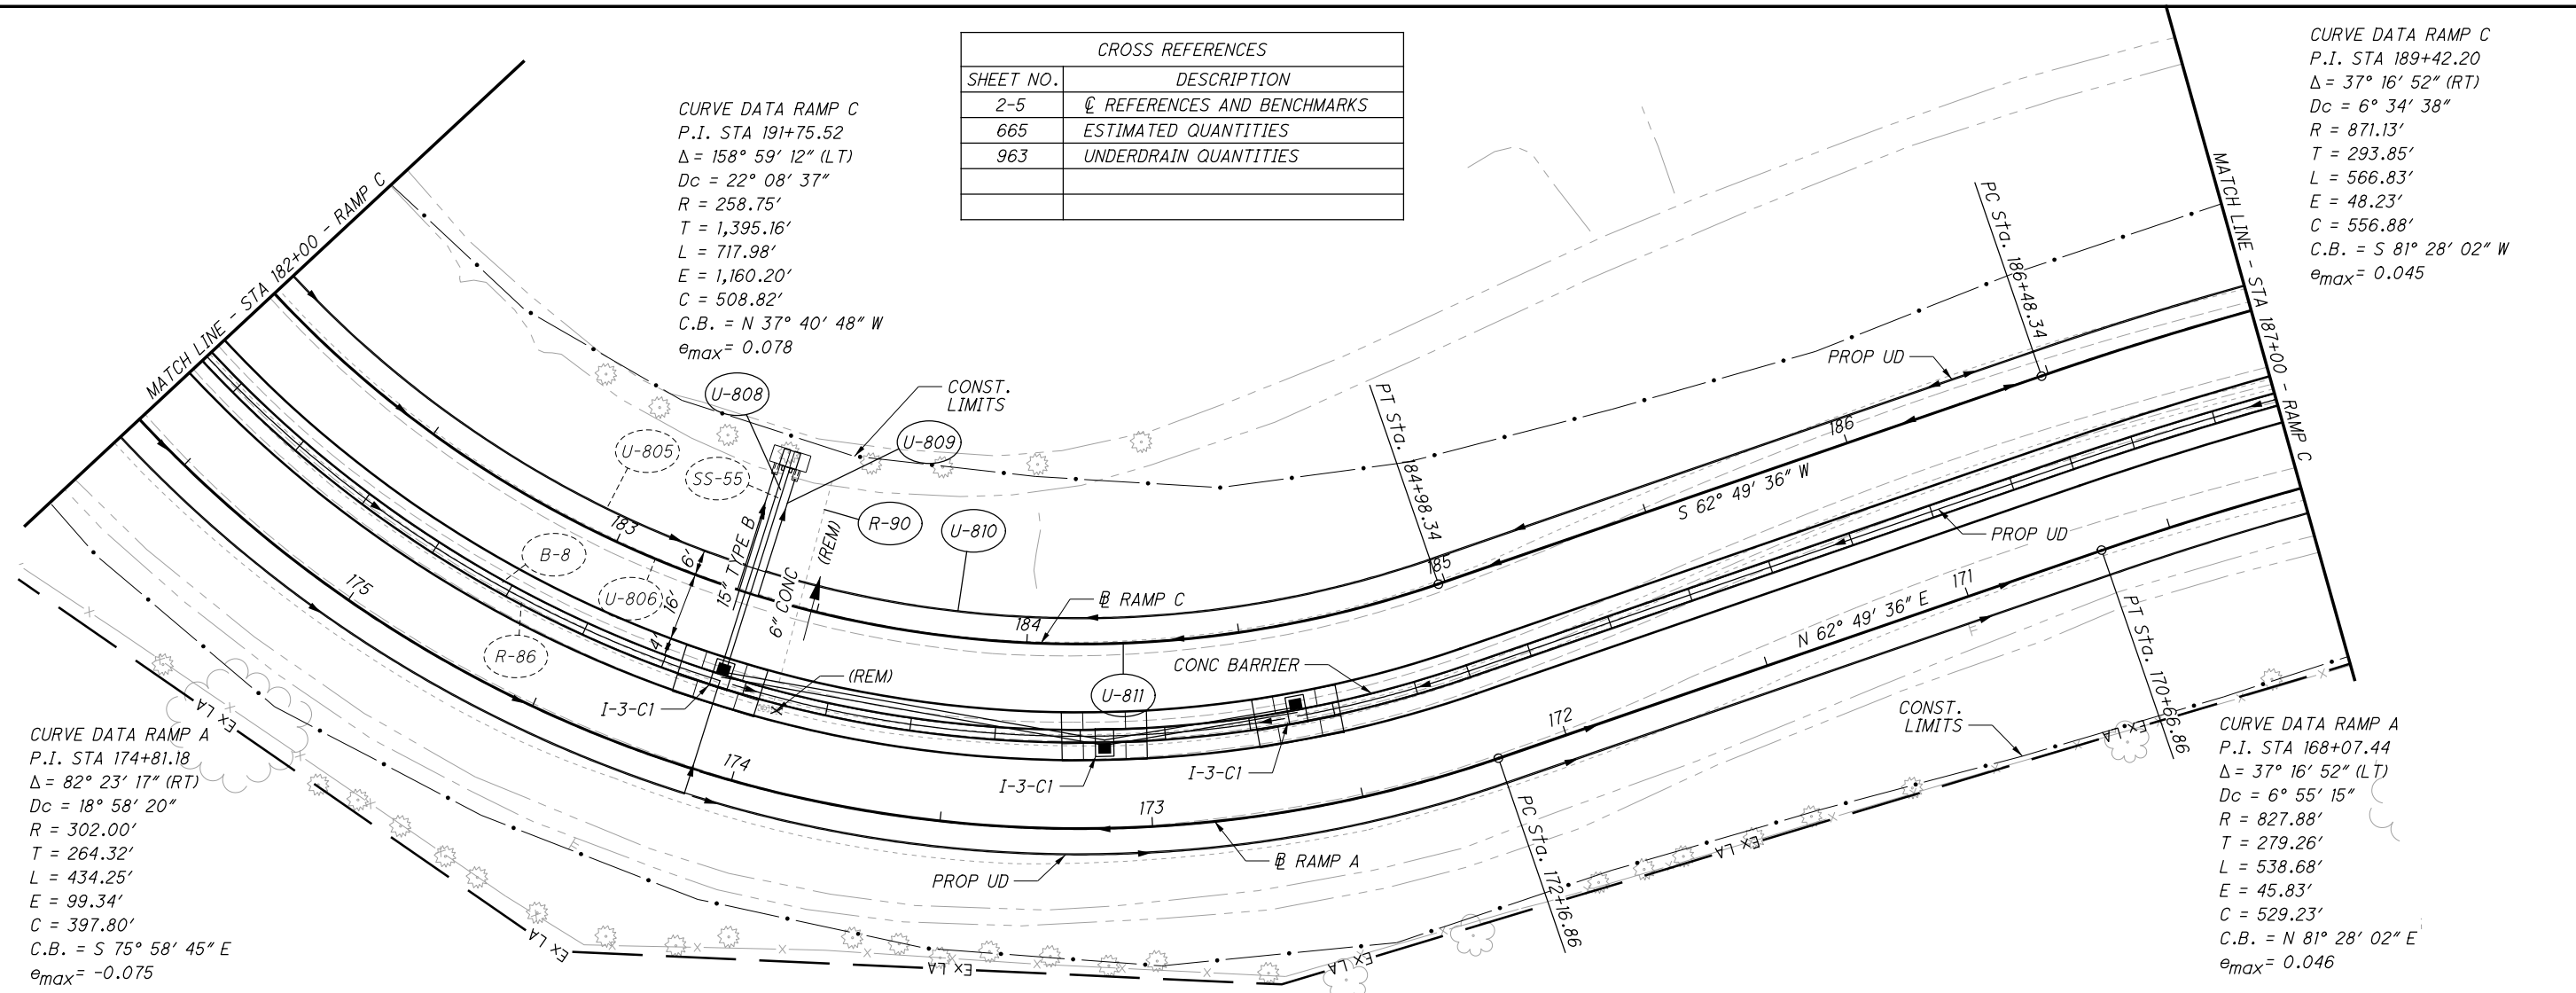 CROSS REFERENCES
SHEET NO. DESCRIPTION
2-5 ℄ REFERENCES AND BENCHMARKS
665 ESTIMATED QUANTITIES
963 UNDERDRAIN QUANTITIES
CURVE DATA RAMP C
P.I. STA 191+75.52
Δ = 158° 59' 12" (LT)
Dc = 22° 08' 37"
R = 258.75'
T = 1,395.16'
L = 717.98'
E = 1,160.20'
C = 508.82'
C.B. = N 37° 40' 48" W
emax = 0.078
CURVE DATA RAMP C
P.I. STA 189+42.20
Δ = 37° 16' 52" (RT)
Dc = 6° 34' 38"
R = 871.13'
T = 293.85'
L = 566.83'
E = 48.23'
C = 556.88'
C.B. = S 81° 28' 02" W
emax = 0.045
MATCH LINE - STA 182+00 - RAMP C
MATCH LINE - STA 187+00 - RAMP C
PC Sta. 186+48.34
PROP UD
PT Sta. 184+98.34
186
S 62° 49' 36" W
185
CONST.
LIMITS
U-808
U-809
U-805
SS-55
R-90
U-810
B-8
U-806
R-86
183
6'
16'
4'
15" TYPE B
6" CONC
(REM)
184
℄ RAMP C
CONC BARRIER
U-811
(REM)
PROP UD
171
N 62° 49' 36" E
PT Sta. 170+66.86
175
I-3-C1
I-3-C1
I-3-C1
172
CONST.
LIMITS
174
173
℄ RAMP A
PROP UD
PC Sta. 172+16.86
Ex LA
Ex LA
Ex LA
Ex LA
Ex LA
Ex LA
CURVE DATA RAMP A
P.I. STA 174+81.18
Δ = 82° 23' 17" (RT)
Dc = 18° 58' 20"
R = 302.00'
T = 264.32'
L = 434.25'
E = 99.34'
C = 397.80'
C.B. = S 75° 58' 45" E
emax = -0.075
CURVE DATA RAMP A
P.I. STA 168+07.44
Δ = 37° 16' 52" (LT)
Dc = 6° 55' 15"
R = 827.88'
T = 279.26'
L = 538.68'
E = 45.83'
C = 529.23'
C.B. = N 81° 28' 02" E
emax = 0.046